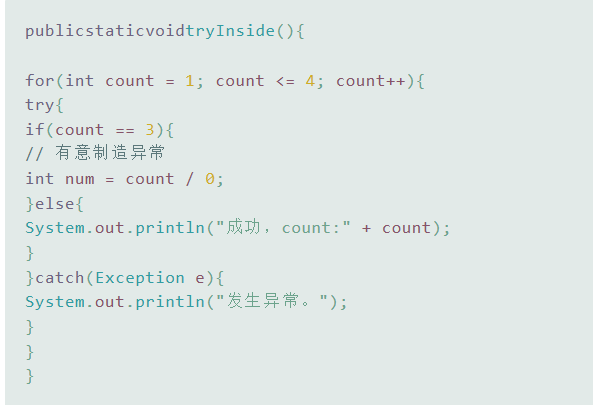 publicstaticvoidtryInside(){
for(int count = 1; count <= 4; count++){
try{
if(count == 3){
// 有意制造异常
int num = count / 0;
}else{
System.out.println("成功，count:" + count);
}
}catch(Exception e){
System.out.println("发生异常。");
}
}
}